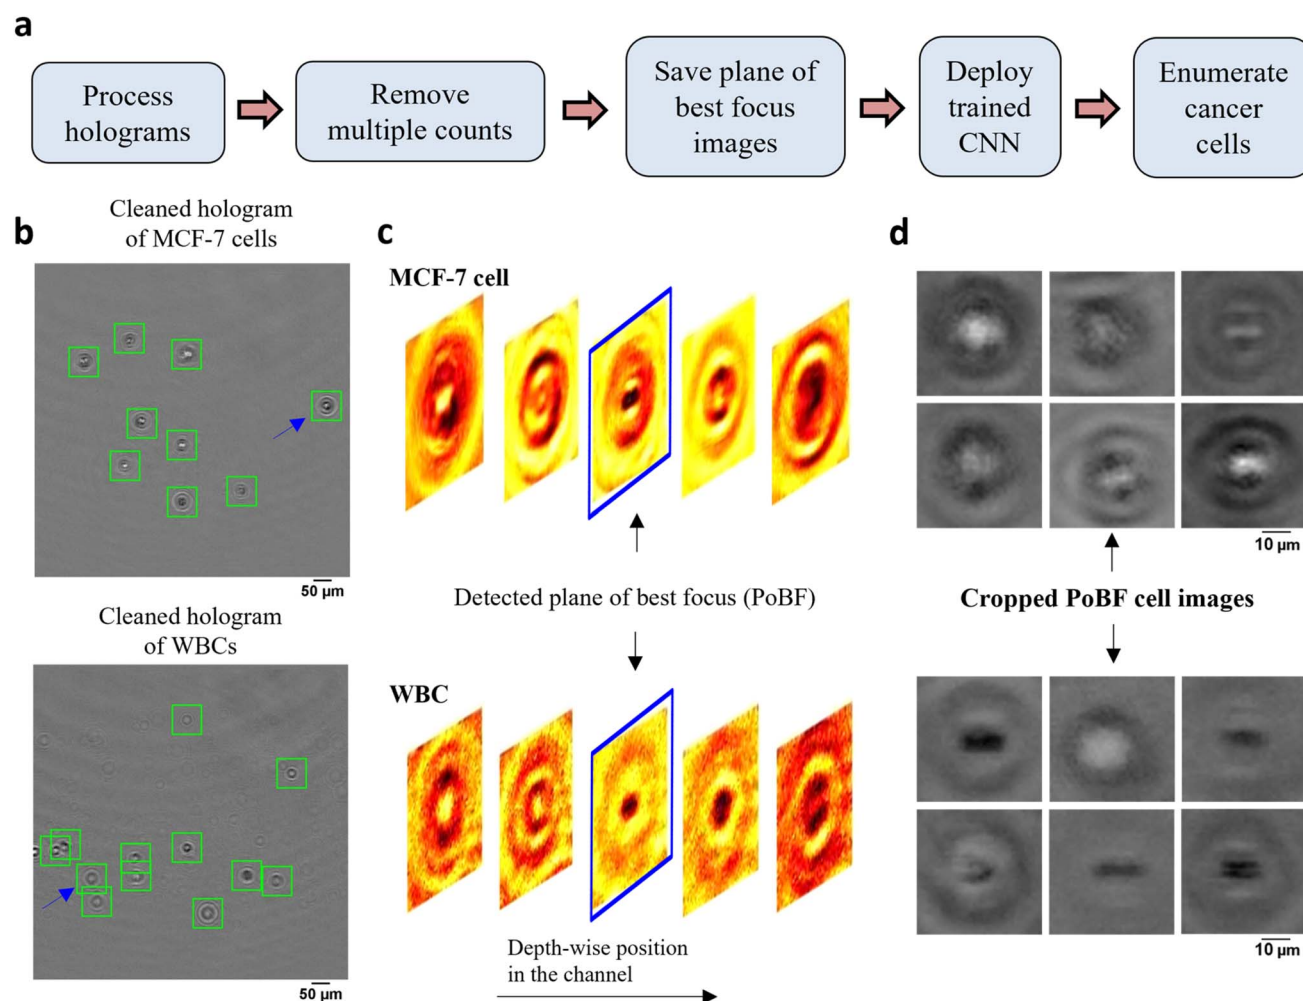 a
Process
holograms
Remove
multiple counts
Save plane of
best focus
images
Deploy
trained
CNN
Enumerate
cancer
cells
b
Cleaned hologram
of MCF-7 cells
50 µm
Cleaned hologram
of WBCs
50 µm
c
MCF-7 cell
Detected plane of best focus (PoBF)
WBC
Depth-wise position
in the channel
d
10 µm
Cropped PoBF cell images
10 µm